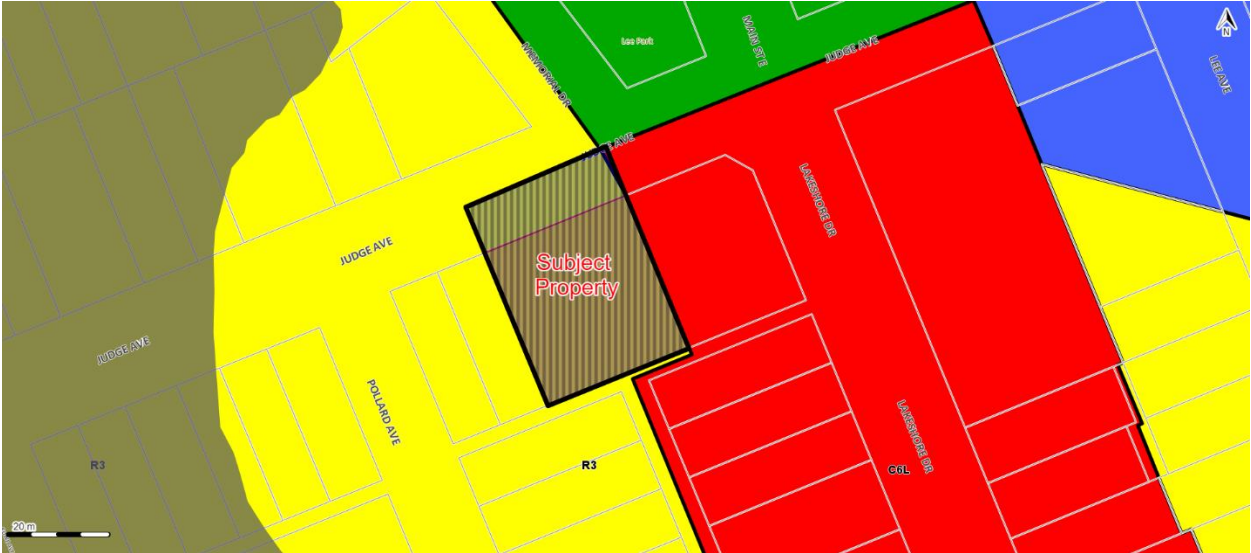 Lee Park
MEMORIAL DR
MAIN ST E
JUDGE AVE
N
LEE AVE
AVE
LAKESHORE DR
JUDGE AVE
Subject
Property
JUDGE AVE
POLLARD AVE
LAKESHORE DR
R3
R3
C6L
20 m